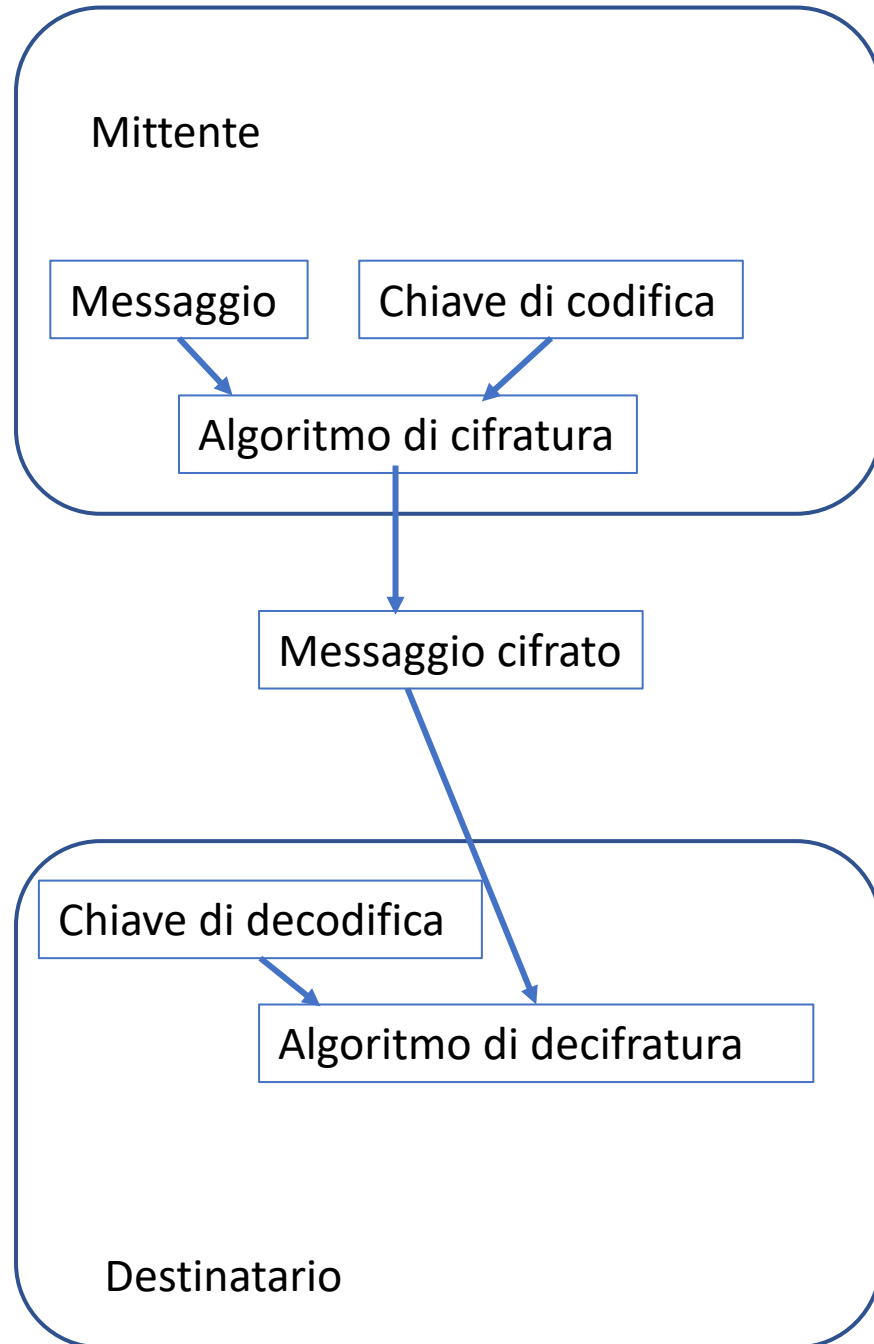 Mittente
Messaggio
Chiave di codifica
Algoritmo di cifratura
Messaggio cifrato
Chiave di decodifica
Algoritmo di decifratura
Destinatario